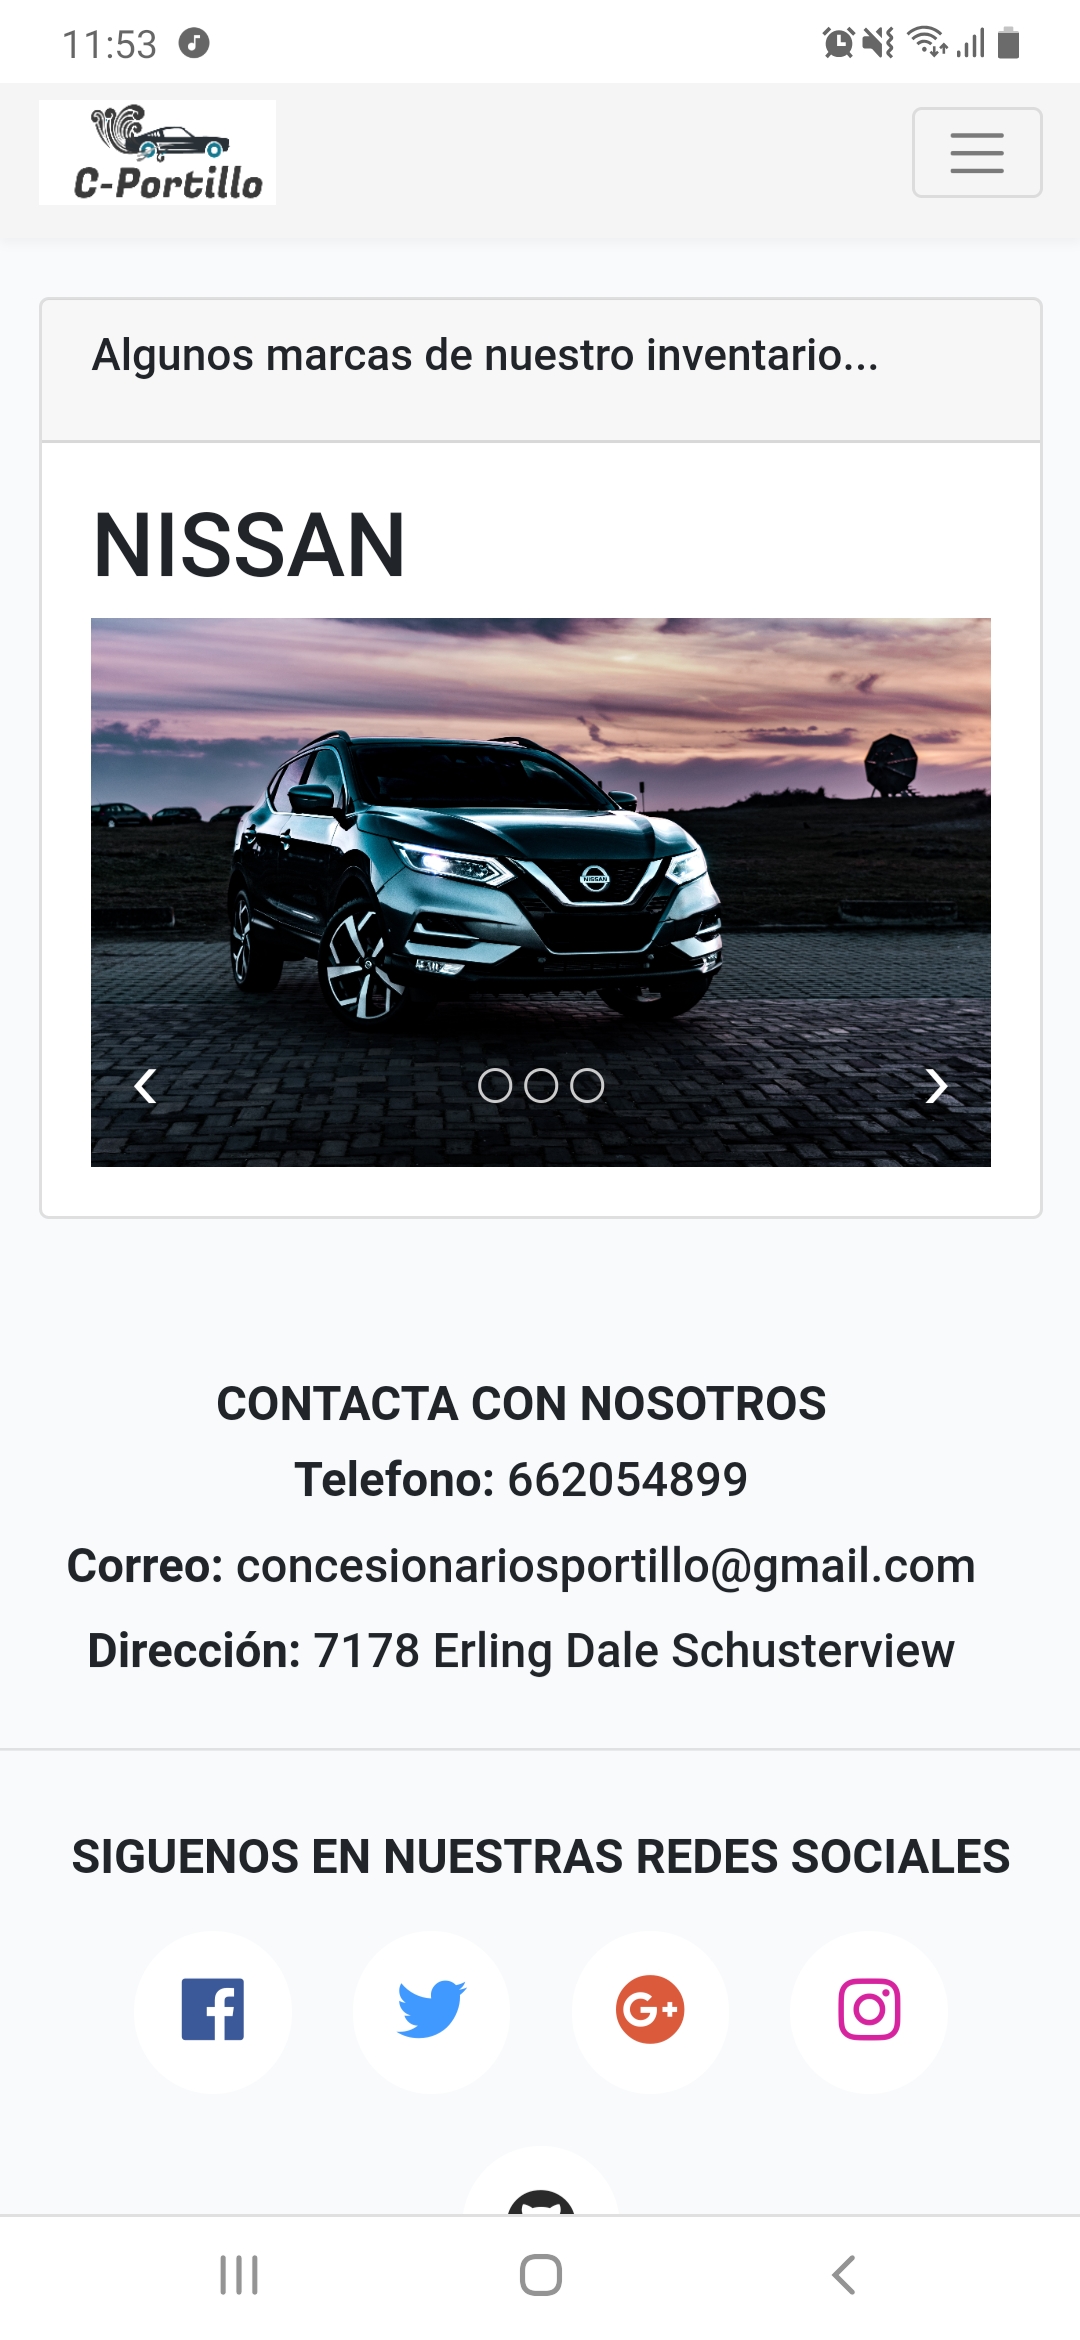 11:53
C-Portillo
Algunos marcas de nuestro inventario...
NISSAN
NISSAN
CONTACTA CON NOSOTROS
Telefono: 662054899
Correo: concesionariosportillo@gmail.com
Dirección: 7178 Erling Dale Schusterview
SIGUENOS EN NUESTRAS REDES SOCIALES
G+